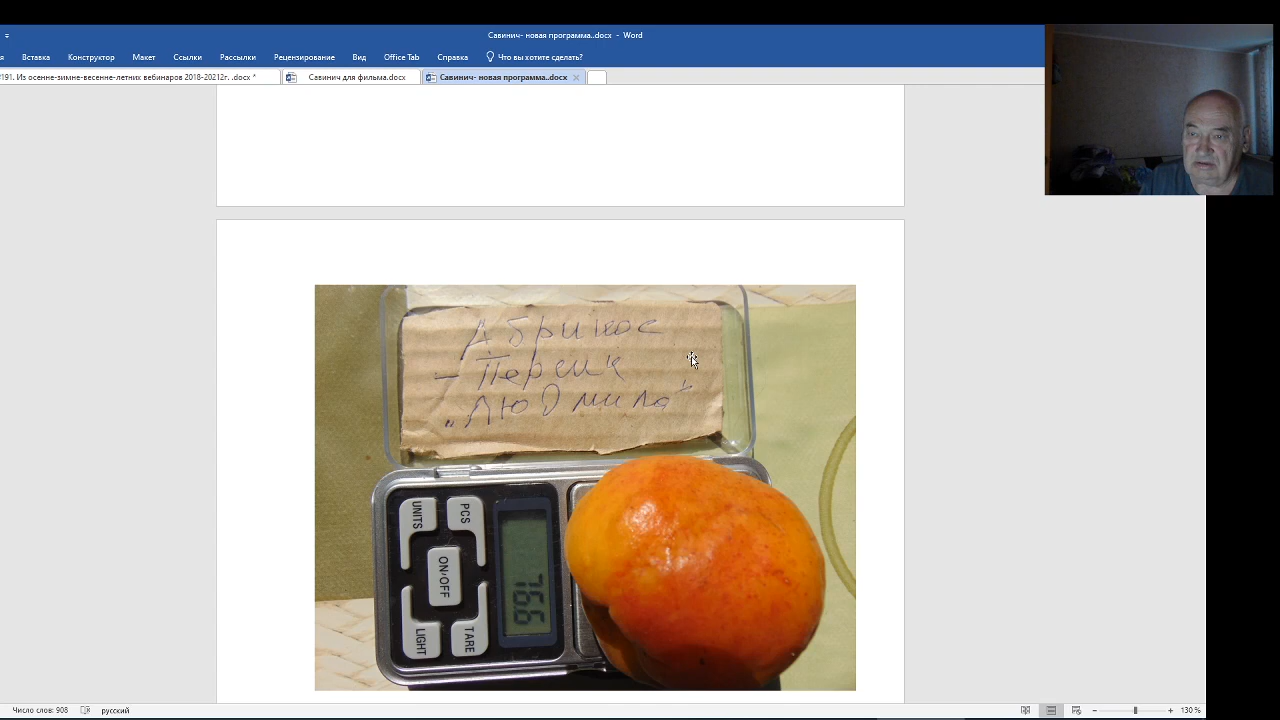 Савинич- новая программа..docx - Word
Вставка Конструктор Макет Ссылки Рассылки Рецензирование Вид Office Tab Справка Что вы хотите сделать?
191. Из осенне-зимне-весенне-летних вебинаров 2018-20212г. .docx * Савинич для фильма.docx Савинич- новая программа..docx
Абрикос
- Персик
„Людмила"
UNITS PCS
ON/OFF
LIGHT TARE
Число слов: 908 русский 130 %